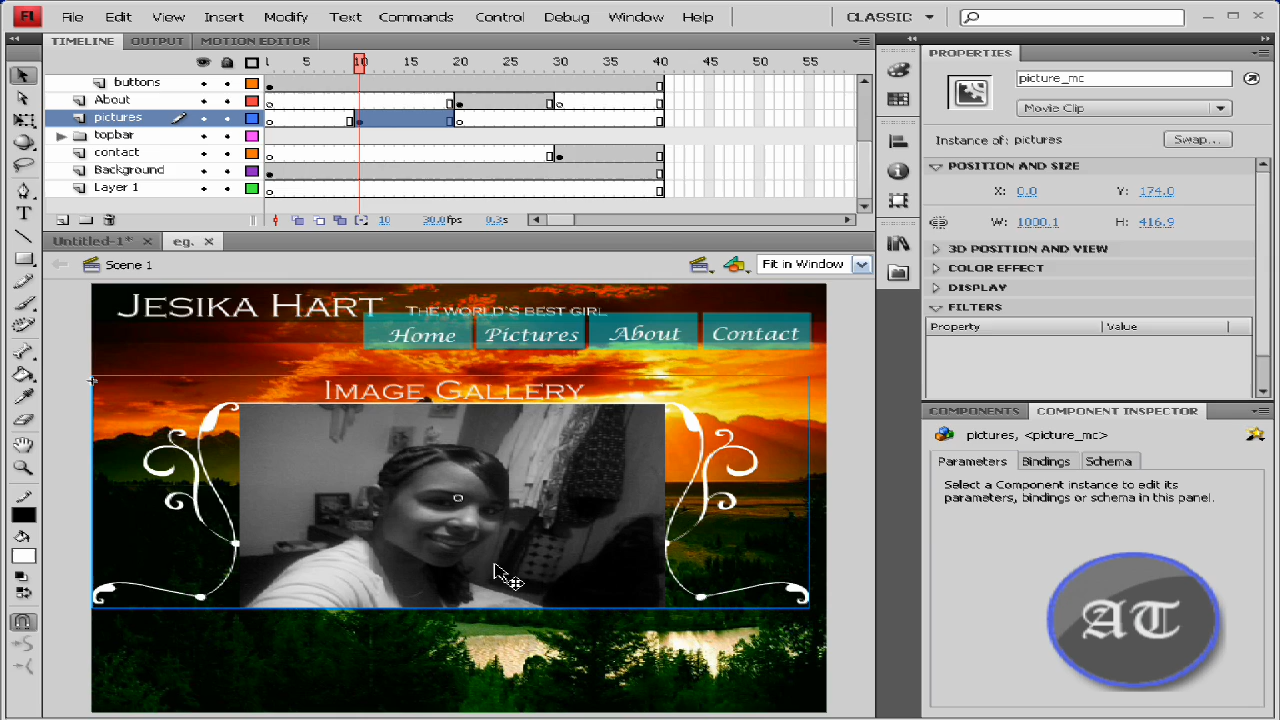 Fl File Edit View Insert Modify Text Commands Control Debug Window Help CLASSIC
TIMELINE OUTPUT MOTION EDITOR
1 5 10 15 20 25 30 35 40 45 50 55
buttons
About
pictures
topbar
contact
Background
Layer 1
10 30.0fps 0.3s
Untitled-1* eg.
Scene 1 Fit in Window
JESIKA HART THE WORLD'S BEST GIRL
Home Pictures About Contact
IMAGE GALLERY
PROPERTIES
picture_mc
Movie Clip
Instance of: pictures Swap...
POSITION AND SIZE
X: 0.0 Y: 174.0
W: 1000.1 H: 416.9
3D POSITION AND VIEW
COLOR EFFECT
DISPLAY
FILTERS
Property Value
COMPONENTS COMPONENT INSPECTOR
pictures, <picture_mc>
Parameters Bindings Schema
Select a Component instance to edit its
parameters, bindings or schema in this panel.
AT